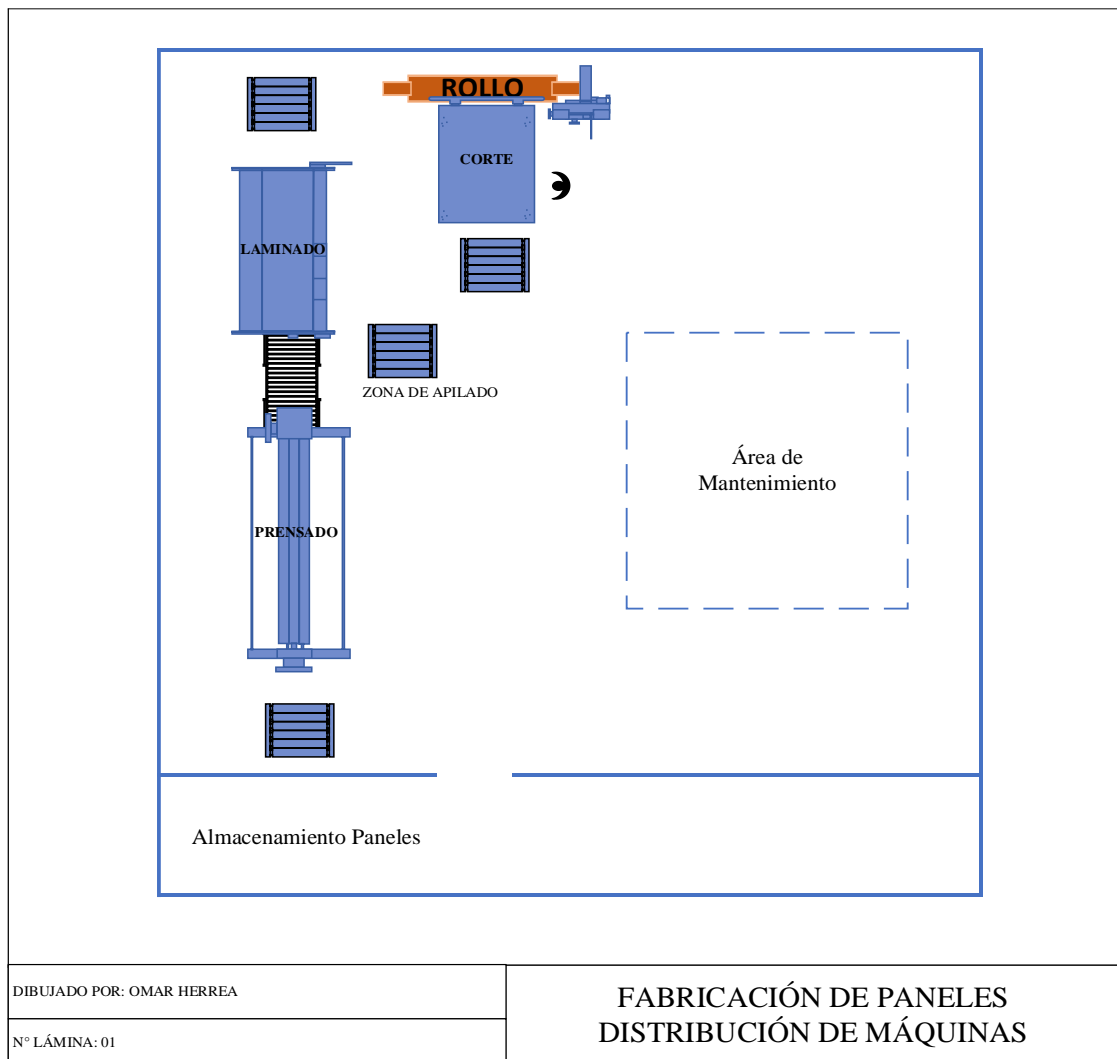 ROLLO
CORTE
LAMINADO
ZONA DE APILADO
Área de
Mantenimiento
PRENSADO
Almacenamiento Paneles
DIBUJADO POR: OMAR HERREA
N° LÁMINA: 01
FABRICACIÓN DE PANELES
DISTRIBUCIÓN DE MÁQUINAS